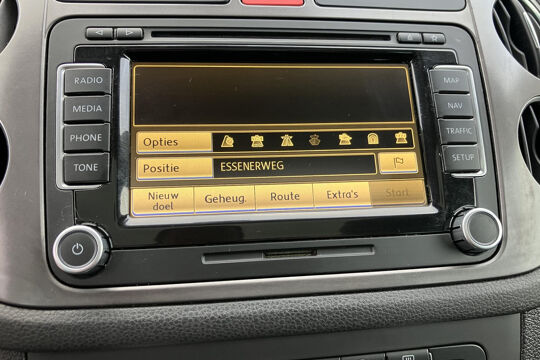 RADIO
MEDIA
PHONE
TONE
MAP
NAV
TRAFFIC
SETUP
Opties
Positie ESSENERWEG
Nieuw doel
Geheug.
Route
Extra's
Start